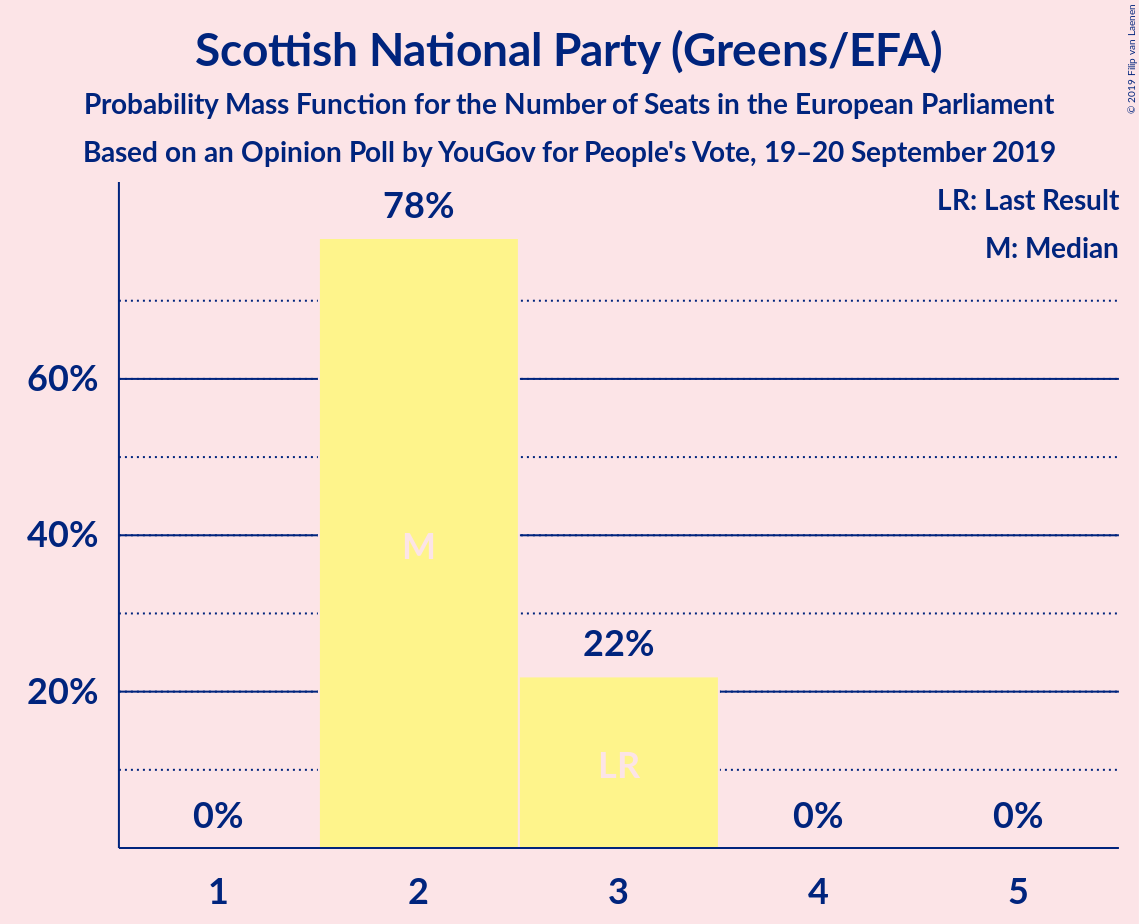 Scottish National Party (Greens/EFA)
Probability Mass Function for the Number of Seats in the European Parliament
Based on an Opinion Poll by YouGov for People's Vote, 19–20 September 2019
© 2019 Filip van Laenen
LR: Last Result
M: Median
78%
60%
40%
M
22%
20%
LR
0%
0%
0%
1
2
3
4
5